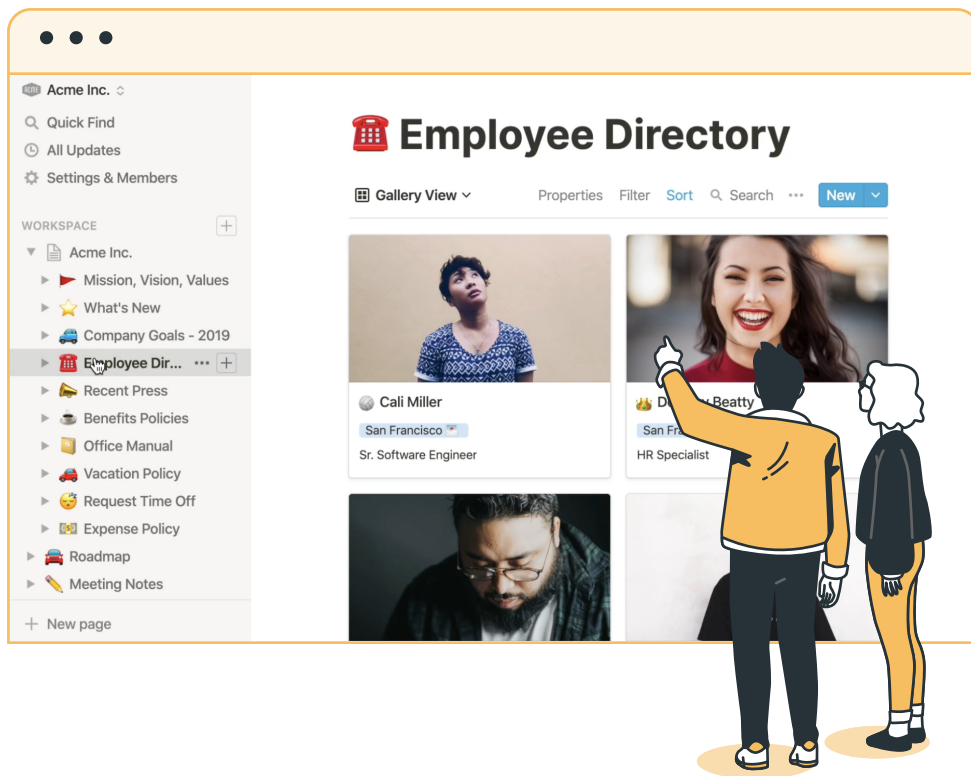 Acme Inc.
Quick Find
All Updates
Settings & Members
WORKSPACE
Acme Inc.
Mission, Vision, Values
What's New
Company Goals - 2019
Employee Dir...
Recent Press
Benefits Policies
Office Manual
Vacation Policy
Request Time Off
Expense Policy
Roadmap
Meeting Notes
New page
Employee Directory
Gallery View
Properties Filter Sort Search ... New
Cali Miller
San Francisco
Sr. Software Engineer
Beatty
San
HR Specialist